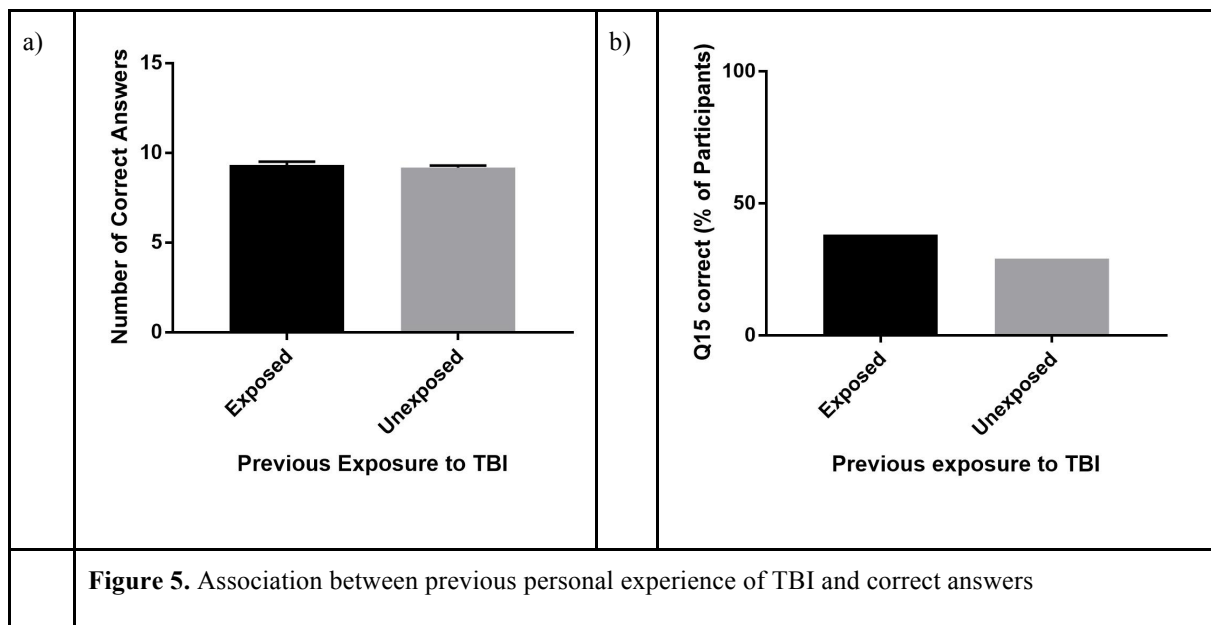 a)
15
10
5
0
Number of Correct Answers
Exposed
Unexposed
Previous Exposure to TBI
b)
100
50
0
Q15 correct (% of Participants)
Exposed
Unexposed
Previous exposure to TBI
Figure 5. Association between previous personal experience of TBI and correct answers